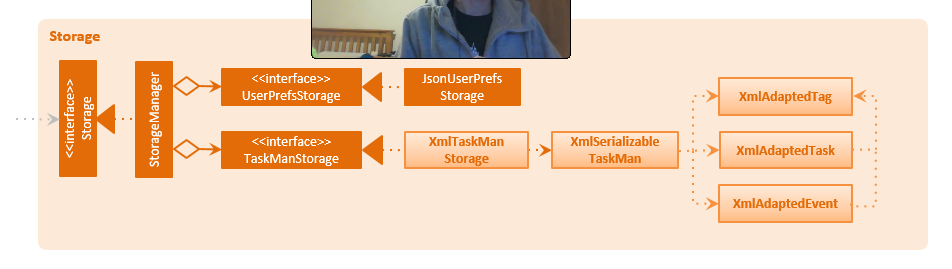 Storage
<<interface>>
Storage
StorageManager
<<interface>>
UserPrefsStorage
JsonUserPrefs
Storage
<<interface>>
TaskManStorage
XmlTaskMan
Storage
XmlSerializable
TaskMan
XmlAdaptedTag
XmlAdaptedTask
XmlAdaptedEvent